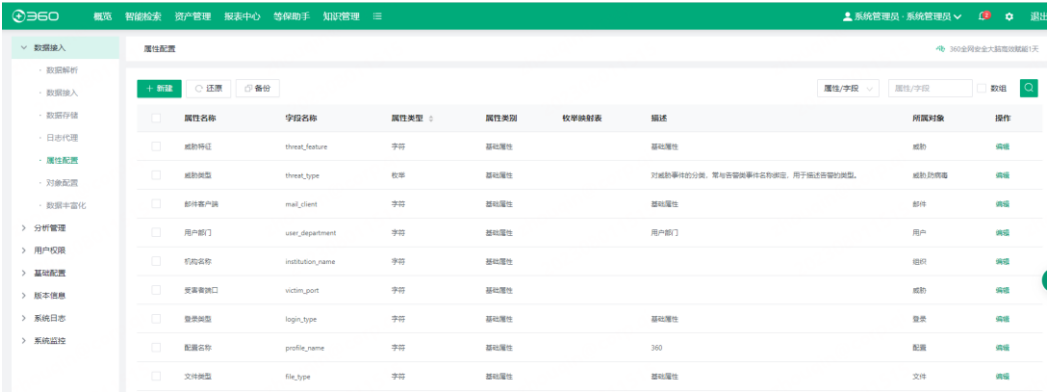 360 概览 智能检索 资产管理 报表中心 等保助手 知识管理 系统管理员 - 系统管理员 退出
数据接入
数据解析
数据接入
数据存储
日志代理
属性配置
对象配置
数据丰富化
分析管理
用户权限
基础配置
版本信息
系统日志
系统监控
属性配置 360全网安全大脑高效赋能1天
+ 新建 还原 备份 属性/字段 属性/字段 数组
属性名称 字段名称 属性类型 属性类别 枚举映射表 描述 所属对象 操作
威胁特征 threat_feature 字符 基础属性 基础属性 威胁 编辑
威胁类型 threat_type 枚举 基础属性 对威胁事件的分类，常与告警类事件名称绑定，用于描述告警的类型。 威胁,防病毒 编辑
邮件客户端 mail_client 字符 基础属性 基础属性 邮件 编辑
用户部门 user_department 字符 基础属性 用户部门 用户 编辑
机构名称 institution_name 字符 基础属性 组织 编辑
受害者端口 victim_port 字符 基础属性 威胁 编辑
登录类型 login_type 字符 基础属性 基础属性 登录 编辑
配置名称 profile_name 字符 基础属性 360 配置 编辑
文件类型 file_type 字符 基础属性 基础属性 文件 编辑